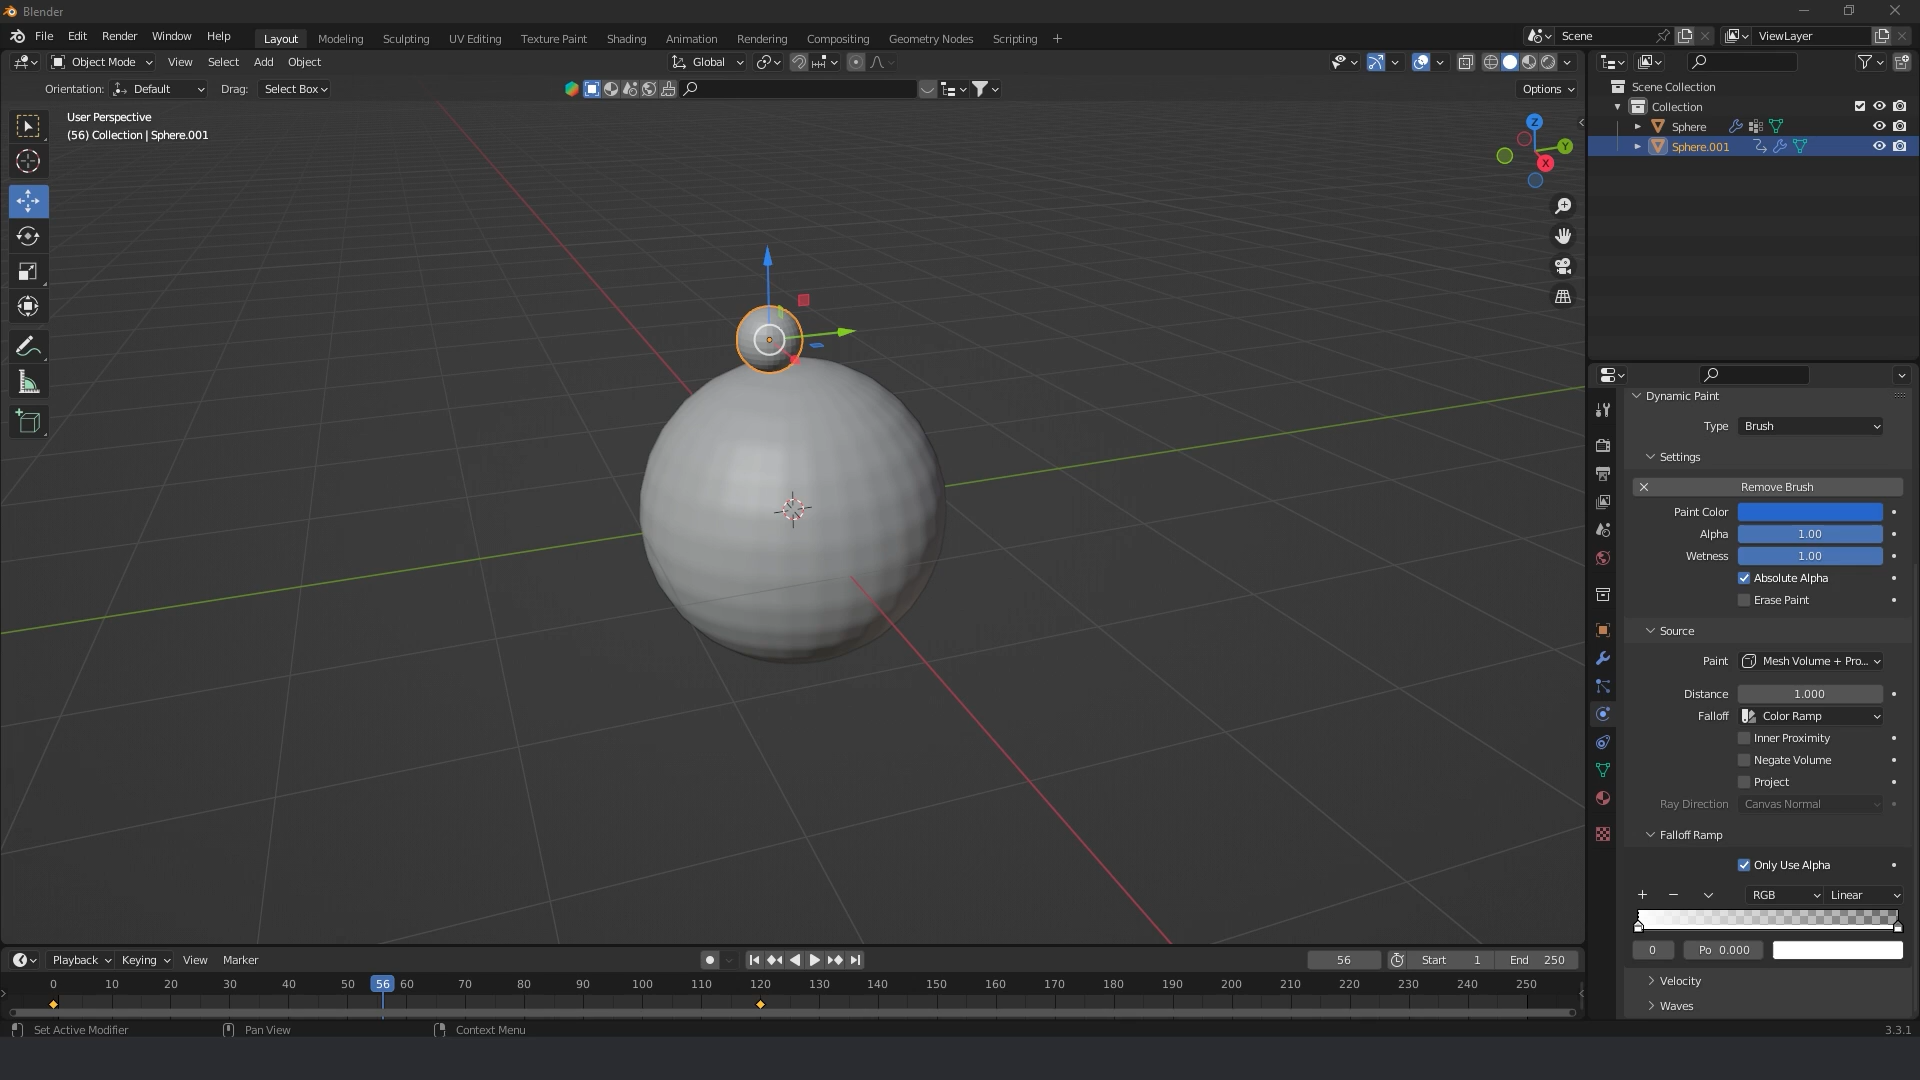 Blender
File Edit Render Window Help Layout Modeling Sculpting UV Editing Texture Paint Shading Animation Rendering Compositing Geometry Nodes Scripting + Scene ViewLayer
Object Mode View Select Add Object Global
Orientation: Default Drag: Select Box Options
User Perspective
(56) Collection | Sphere.001
Z
Y
X
Scene Collection
Collection
Sphere
Sphere.001
Dynamic Paint
Type Brush
Settings
Remove Brush
Paint Color
Alpha 1.00
Wetness 1.00
Absolute Alpha
Erase Paint
Source
Paint Mesh Volume + Pro...
Distance 1.000
Falloff Color Ramp
Inner Proximity
Negate Volume
Project
Ray Direction Canvas Normal
Falloff Ramp
Only Use Alpha
+ − RGB Linear
0 Po 0.000
Velocity
Waves
Playback Keying View Marker 56 Start 1 End 250
0 10 20 30 40 50 56 60 70 80 90 100 110 120 130 140 150 160 170 180 190 200 210 220 230 240 250
Set Active Modifier Pan View Context Menu 3.3.1